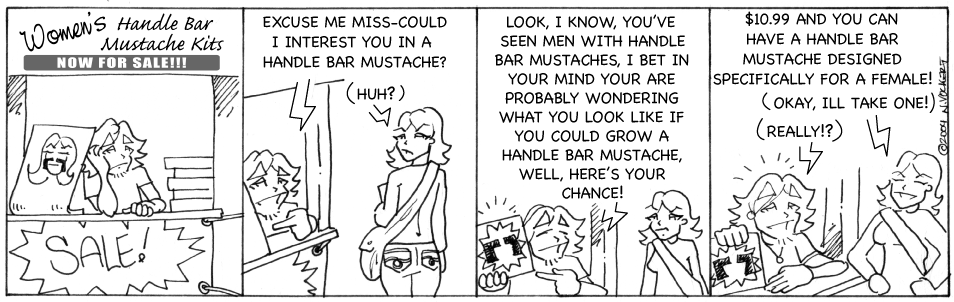 Women's Handle Bar
Mustache Kits
NOW FOR SALE!!!
SALE!
EXCUSE ME MISS-COULD
I INTEREST YOU IN A
HANDLE BAR MUSTACHE?
(HUH?)
LOOK, I KNOW, YOU'VE
SEEN MEN WITH HANDLE
BAR MUSTACHES, I BET IN
YOUR MIND YOUR ARE
PROBABLY WONDERING
WHAT YOU LOOK LIKE IF
YOU COULD GROW A
HANDLE BAR MUSTACHE,
WELL, HERE'S YOUR
CHANCE!
$10.99 AND YOU CAN
HAVE A HANDLE BAR
MUSTACHE DESIGNED
SPECIFICALLY FOR A FEMALE!
(OKAY, ILL TAKE ONE!)
(REALLY!?)
©2004